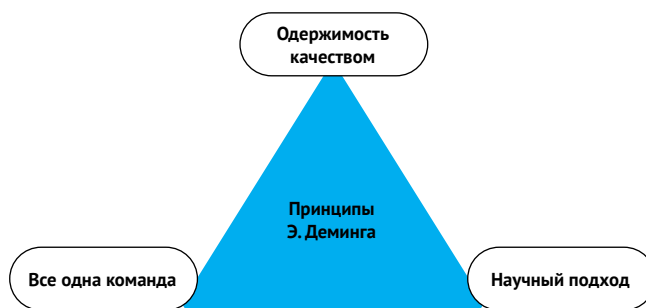 Одержимость
качеством
Принципы
Э. Деминга
Все одна команда
Научный подход